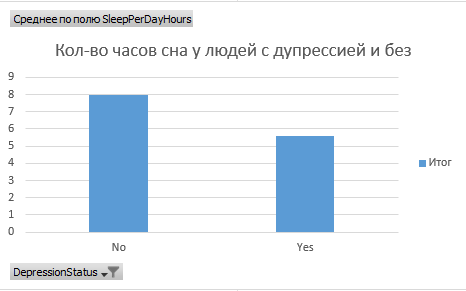 Среднее по полю SleepPerDayHours
Кол-во часов сна у людей с дупрессией и без
9
8
7
6
5
4
3
2
1
0
No Yes
Итог
DepressionStatus